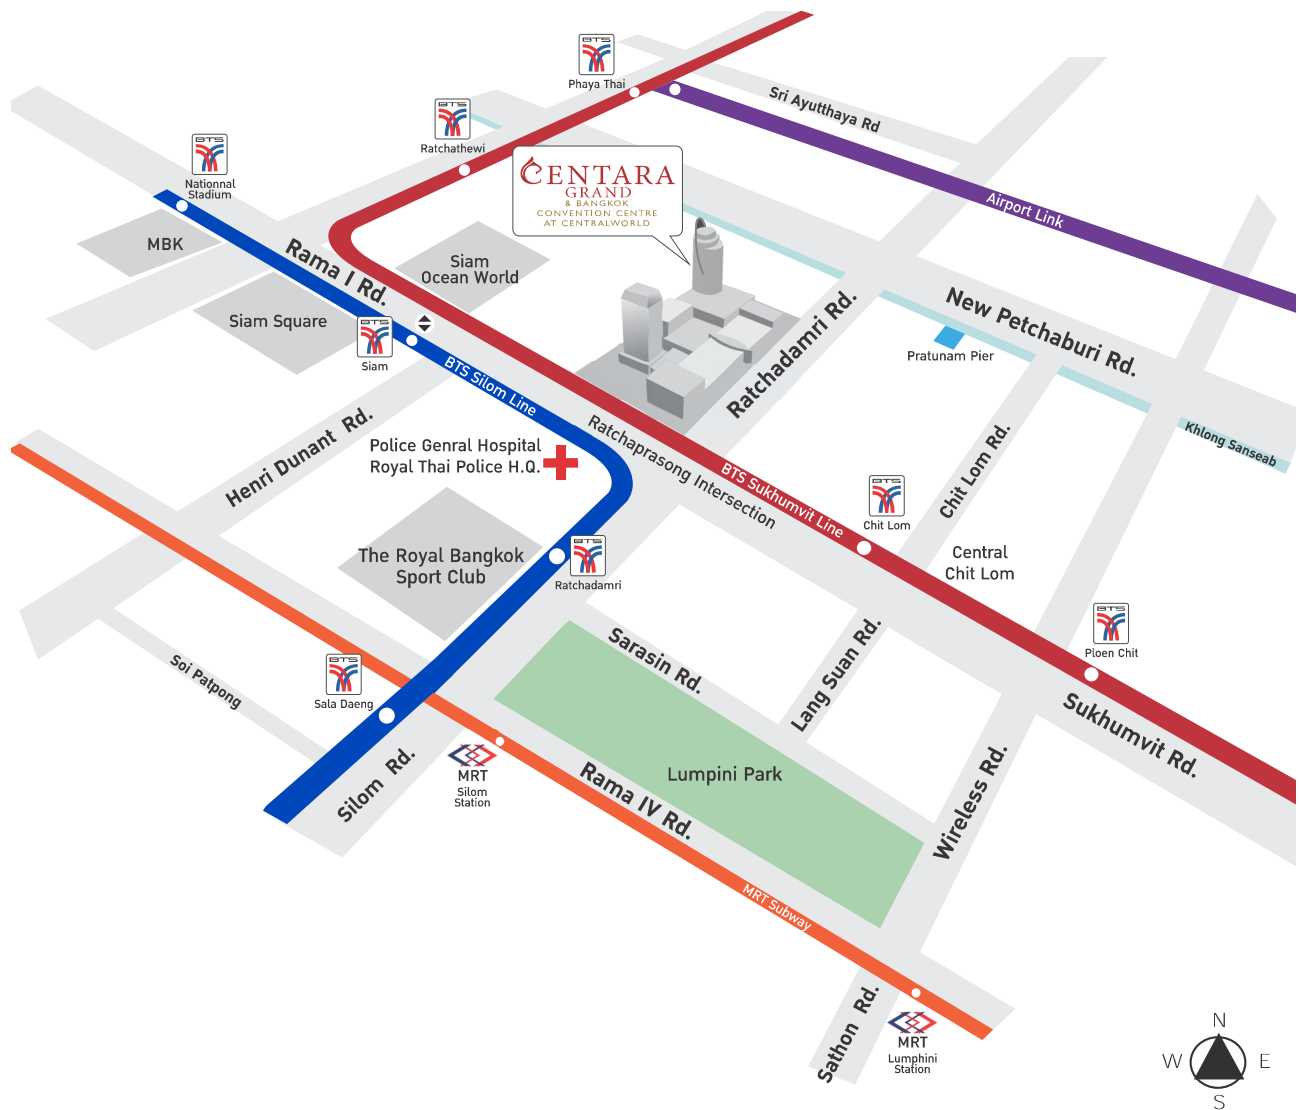 BTS
Phaya Thai
Sri Ayutthaya Rd
BTS
Ratchathewi
BTS
Nationnal
Stadium
CENTARA
GRAND
& BANGKOK
CONVENTION CENTRE
AT CENTRALWORLD
Airport Link
MBK
Rama I Rd.
Siam
Ocean World
Siam Square
New Petchaburi Rd.
BTS
Siam
Pratunam Pier
Ratchadamri Rd.
BTS Silom Line
Henri Dunant Rd.
Police Genral Hospital
Royal Thai Police H.Q.
Ratchaprasong Intersection
BTS Sukhumvit Line
Chit Lom Rd.
Khlong Sanseab
BTS
Chit Lom
Central
Chit Lom
The Royal Bangkok
Sport Club
BTS
Ratchadamri
BTS
Ploen Chit
Sarasin Rd.
Lang Suan Rd.
Soi Patpong
BTS
Sala Daeng
Sukhumvit Rd.
Silom Rd.
MRT
Silom
Station
Rama IV Rd.
Lumpini Park
Wireless Rd.
MRT Subway
Sathon Rd.
MRT
Lumphini
Station
N
W
E
S